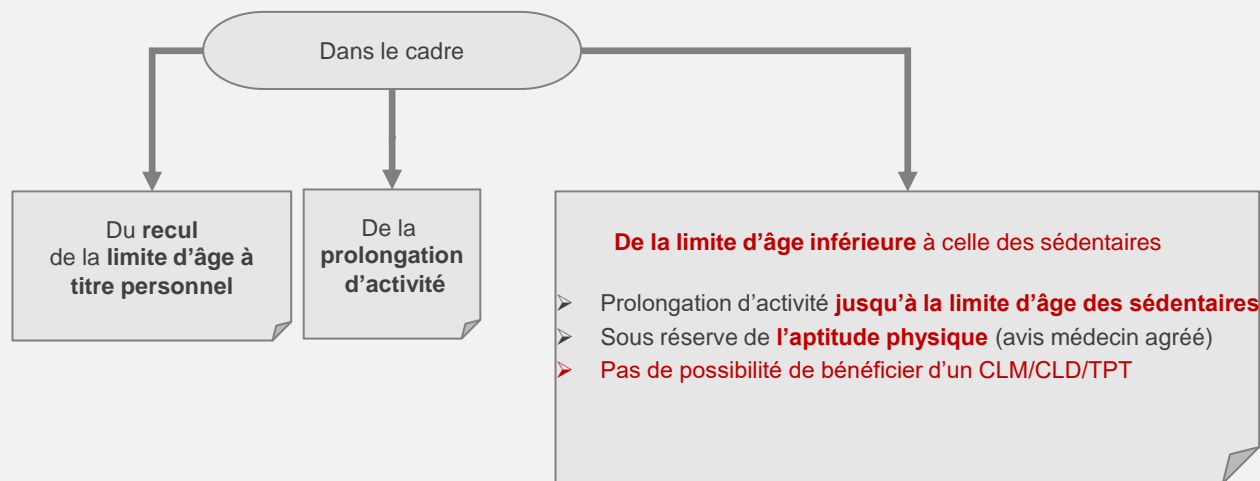 Dans le cadre
Du recul
de la limite d'âge à
titre personnel
De la
prolongation
d'activité
De la limite d'âge inférieure à celle des sédentaires
➢ Prolongation d'activité jusqu'à la limite d'âge des sédentaires
➢ Sous réserve de l'aptitude physique (avis médecin agréé)
➢ Pas de possibilité de bénéficier d'un CLM/CLD/TPT